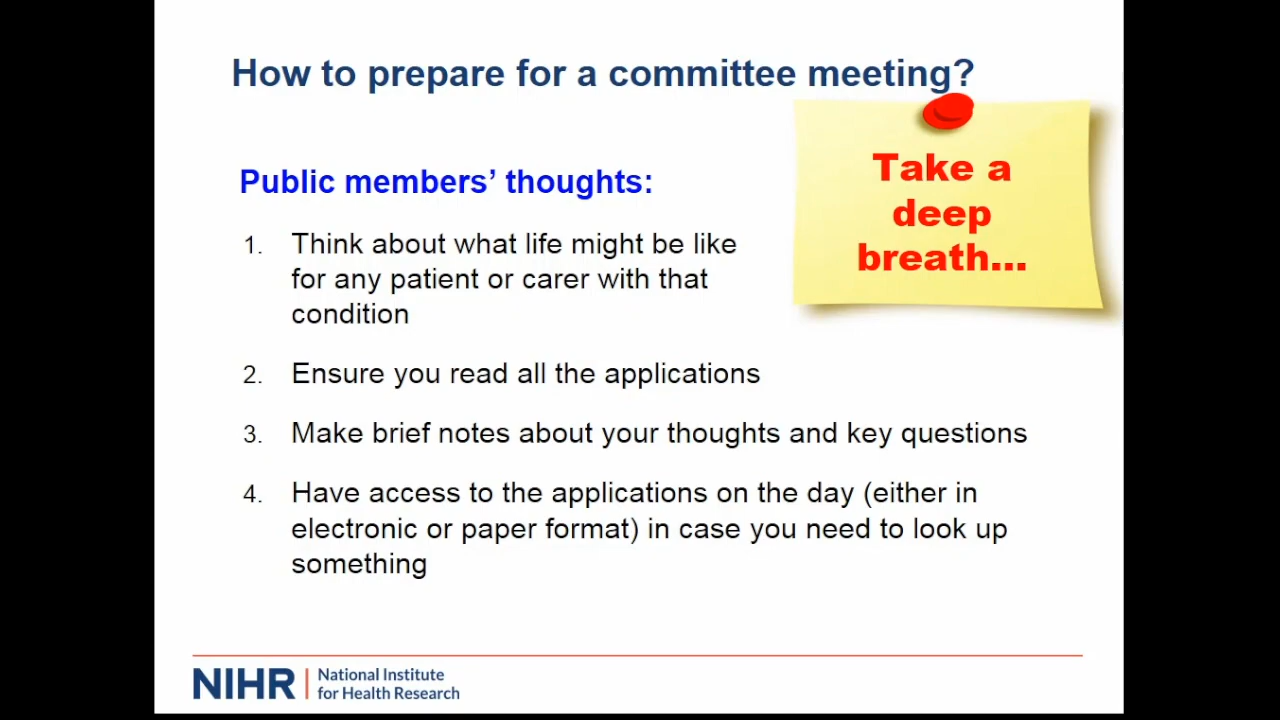 How to prepare for a committee meeting?
Take a
deep
breath...
Public members’ thoughts:
1. Think about what life might be like
for any patient or carer with that
condition
2. Ensure you read all the applications
3. Make brief notes about your thoughts and key questions
4. Have access to the applications on the day (either in
electronic or paper format) in case you need to look up
something
NIHR | National Institute
for Health Research